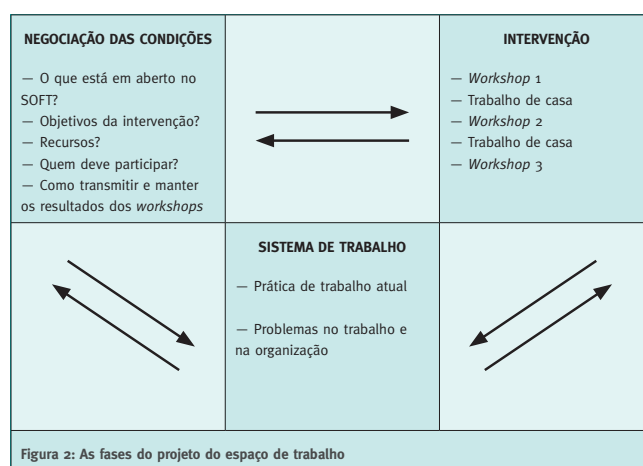 NEGOCIAÇÃO DAS CONDIÇÕES
— O que está em aberto no
SOFT?
— Objetivos da intervenção?
— Recursos?
— Quem deve participar?
— Como transmitir e manter
os resultados dos workshops
INTERVENÇÃO
— Workshop 1
— Trabalho de casa
— Workshop 2
— Trabalho de casa
— Workshop 3
SISTEMA DE TRABALHO
— Prática de trabalho atual
— Problemas no trabalho e
na organização
Figura 2: As fases do projeto do espaço de trabalho